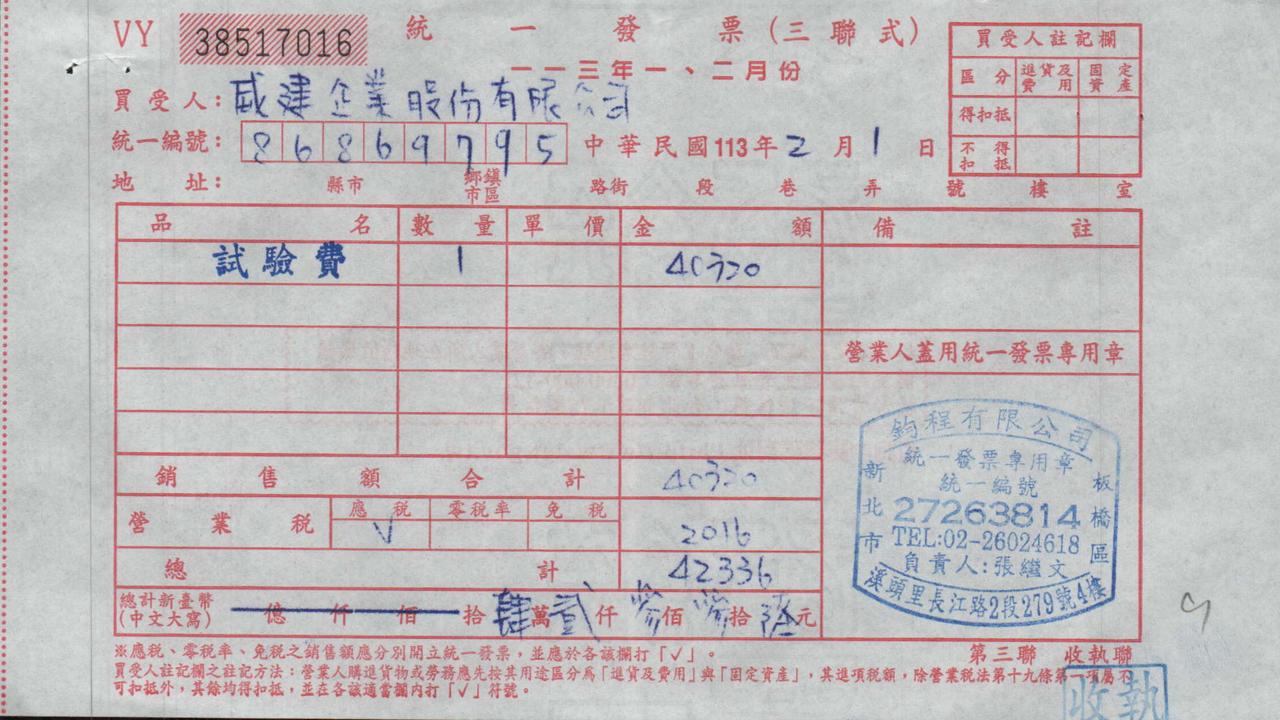 VY 38517016 統一發票(三聯式)
一一三年一、二月份
買受人註記欄
區分 進貨及費用 固定資產
得扣抵
不得扣抵
買受人:威建企業股份有限公司
統一編號: 86869795 中華民國113年2月1日
地址: 縣市 鄉鎮市區 路街 段 巷 弄 號 樓 室
品名 數量 單價 金額 備註
試驗費 1 40320
營業人蓋用統一發票專用章
銷售額合計 40320
營業稅 應稅 零稅率 免稅
√ 2016
總計 42336
總計新臺幣(中文大寫) 億 仟 佰 拾 肆萬 貳仟 參佰 參拾 陸元
鈞程有限公司
統一發票專用章
統一編號
27263814
TEL:02-26024618
負責人:張繼文
新北市板橋區
溪頭里長江路2段279號4樓
※應稅、零稅率、免稅之銷售額應分別開立統一發票,並應於各該欄打「√」。
第三聯 收執聯
買受人註記欄之註記方法:營業人購進貨物或勞務應先按其用途區分為「進貨及費用」與「固定資產」,其進項稅額,除營業稅法第十九條第一項屬不
可扣抵外,其餘均得扣抵,並在各該適當欄內打「√」符號。
收執